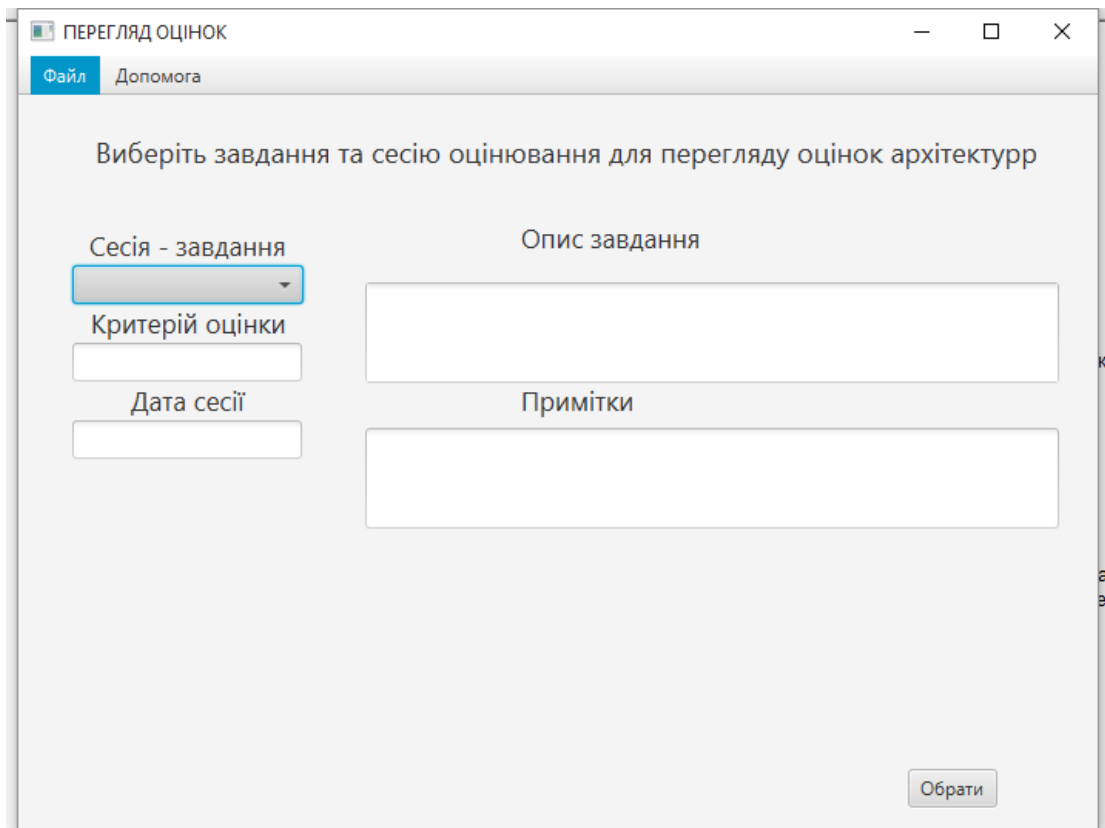 ПЕРЕГЛЯД ОЦІНОК
Файл Допомога
Виберіть завдання та сесію оцінювання для перегляду оцінок архітектурр
Сесія - завдання
Опис завдання
Критерій оцінки
Дата сесії
Примітки
Обрати